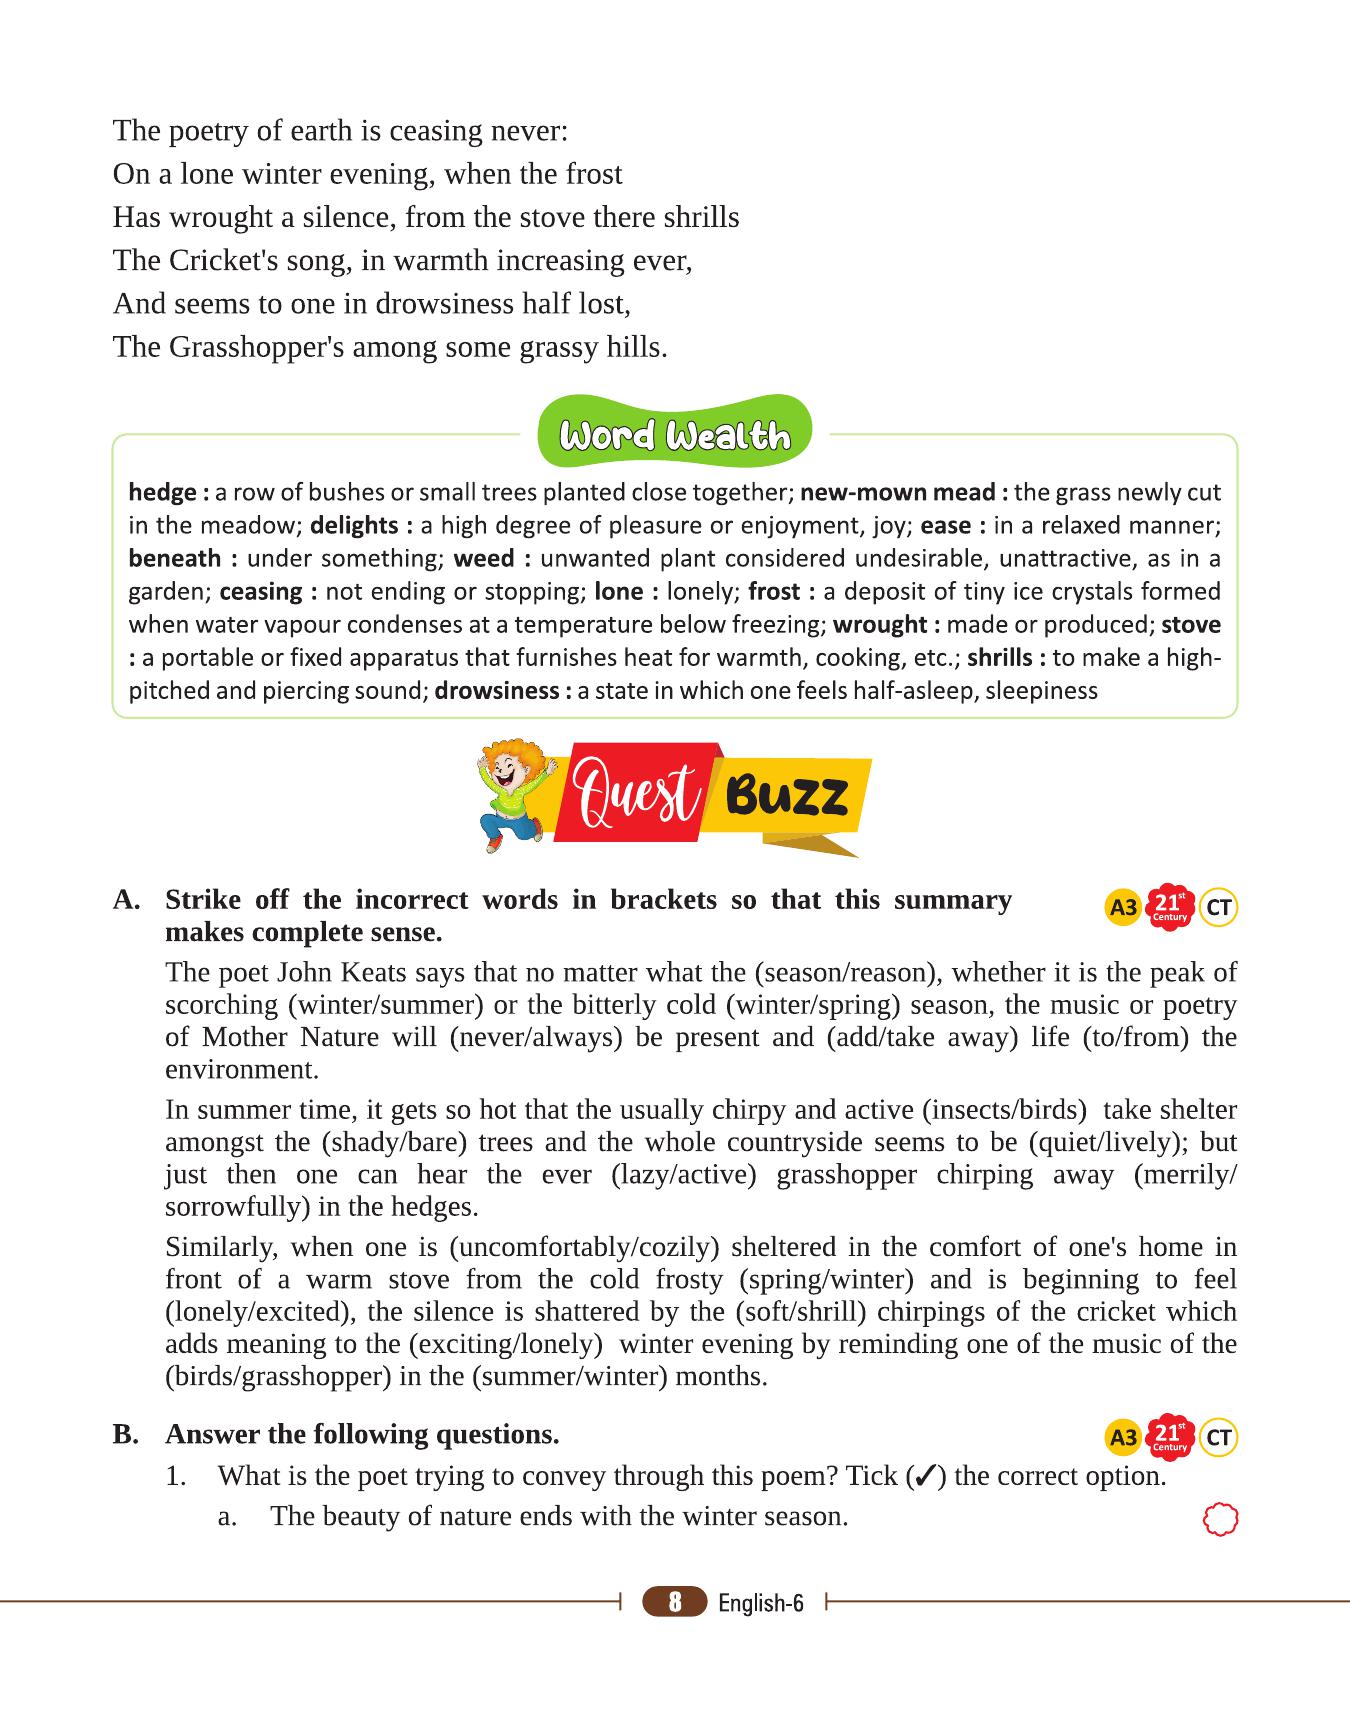 The poetry of earth is ceasing never:
On a lone winter evening, when the frost
Has wrought a silence, from the stove there shrills
The Cricket's song, in warmth increasing ever,
And seems to one in drowsiness half lost,
The Grasshopper's among some grassy hills.
Word Wealth
hedge : a row of bushes or small trees planted close together; new-mown mead : the grass newly cut
in the meadow; delights : a high degree of pleasure or enjoyment, joy; ease : in a relaxed manner;
beneath : under something; weed : unwanted plant considered undesirable, unattractive, as in a
garden; ceasing : not ending or stopping; lone : lonely; frost : a deposit of tiny ice crystals formed
when water vapour condenses at a temperature below freezing; wrought : made or produced; stove
: a portable or fixed apparatus that furnishes heat for warmth, cooking, etc.; shrills : to make a high-
pitched and piercing sound; drowsiness : a state in which one feels half-asleep, sleepiness
Quest Buzz
A. Strike off the incorrect words in brackets so that this summary
makes complete sense.
A3 21st Century CT
The poet John Keats says that no matter what the (season/reason), whether it is the peak of
scorching (winter/summer) or the bitterly cold (winter/spring) season, the music or poetry
of Mother Nature will (never/always) be present and (add/take away) life (to/from) the
environment.
In summer time, it gets so hot that the usually chirpy and active (insects/birds) take shelter
amongst the (shady/bare) trees and the whole countryside seems to be (quiet/lively); but
just then one can hear the ever (lazy/active) grasshopper chirping away (merrily/
sorrowfully) in the hedges.
Similarly, when one is (uncomfortably/cozily) sheltered in the comfort of one's home in
front of a warm stove from the cold frosty (spring/winter) and is beginning to feel
(lonely/excited), the silence is shattered by the (soft/shrill) chirpings of the cricket which
adds meaning to the (exciting/lonely) winter evening by reminding one of the music of the
(birds/grasshopper) in the (summer/winter) months.
B. Answer the following questions.
A3 21st Century CT
1. What is the poet trying to convey through this poem? Tick (✓) the correct option.
a. The beauty of nature ends with the winter season.
8 English-6